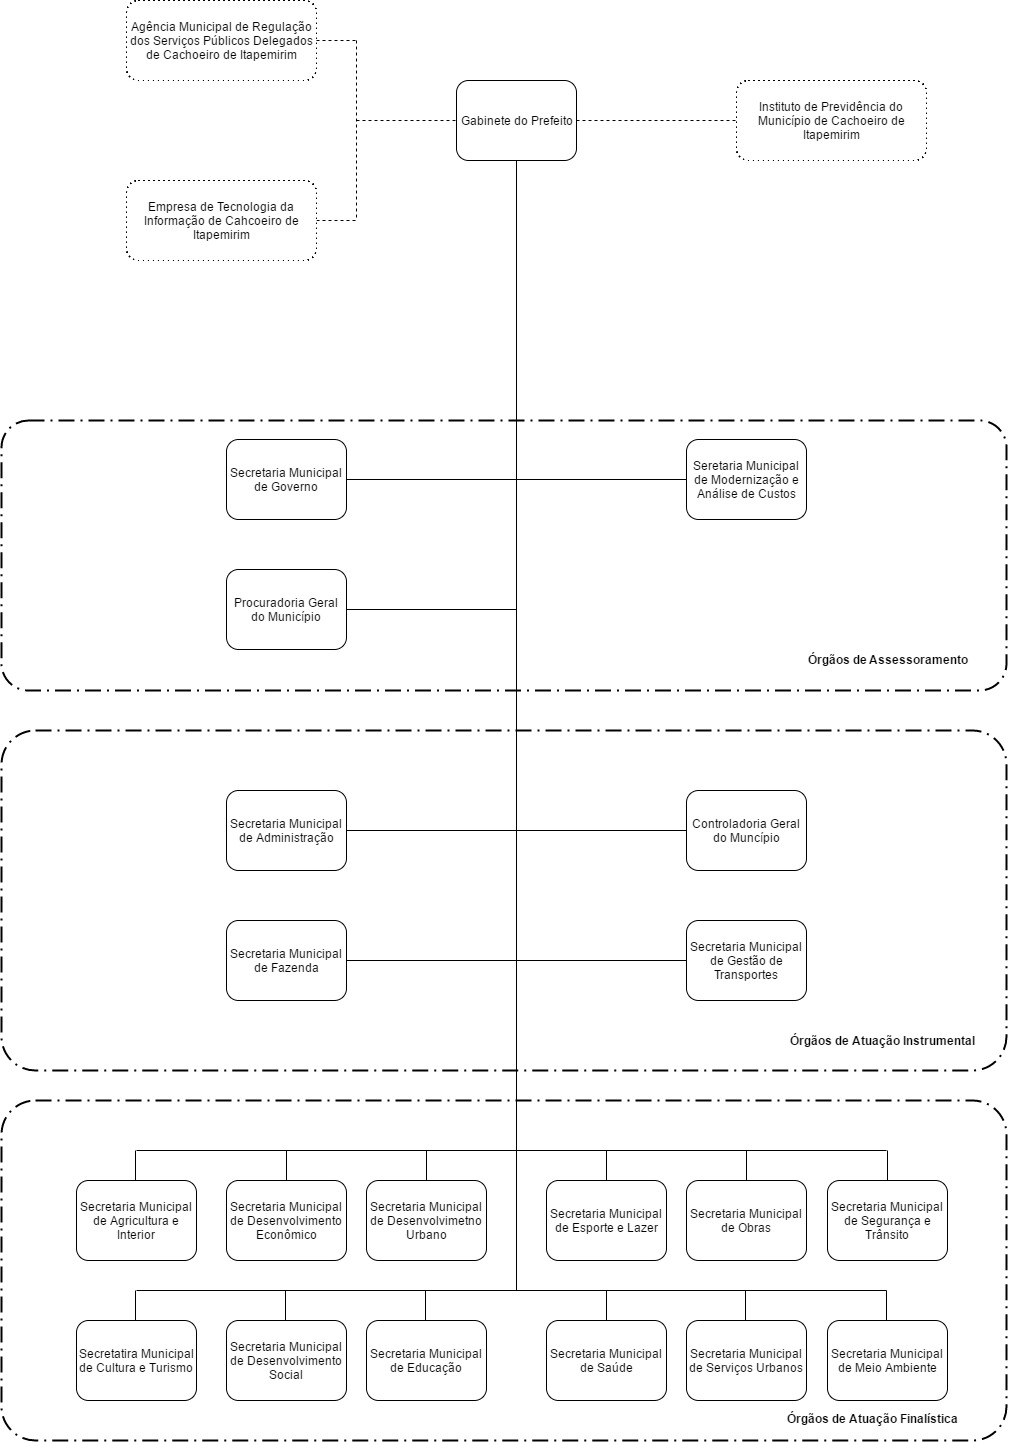 Agência Municipal de Regulação
dos Serviços Públicos Delegados
de Cachoeiro de Itapemirim
Gabinete do Prefeito
Instituto de Previdência do
Município de Cachoeiro de
Itapemirim
Empresa de Tecnologia da
Informação de Cahcoeiro de
Itapemirim
Secretaria Municipal
de Governo
Seretaria Municipal
de Modernização e
Análise de Custos
Procuradoria Geral
do Município
Órgãos de Assessoramento
Secretaria Municipal
de Administração
Controladoria Geral
do Muncípio
Secretaria Municipal
de Fazenda
Secretaria Municipal
de Gestão de
Transportes
Órgãos de Atuação Instrumental
Secretaria Municipal
de Agricultura e
Interior
Secretaria Municipal
de Desenvolvimento
Econômico
Secretaria Municipal
de Desenvolvimetno
Urbano
Secretaria Municipal
de Esporte e Lazer
Secretaria Municipal
de Obras
Secretaria Municipal
de Segurança e
Trânsito
Secretatira Municipal
de Cultura e Turismo
Secretaria Municipal
de Desenvolvimento
Social
Secretaria Municipal
de Educação
Secretaria Municipal
de Saúde
Secretaria Municipal
de Serviços Urbanos
Secretaria Municipal
de Meio Ambiente
Órgãos de Atuação Finalística